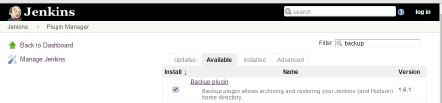 Jenkins
search
log in
Jenkins
Plugin Manager
Back to Dashboard
Manage Jenkins
Filter: backup
Updates Available Installed Advanced
Install ↓ Name Version
Backup plugin
Backup plugin allows archiving and restoring your Jenkins (and Hudson) home directory.
1.6.1